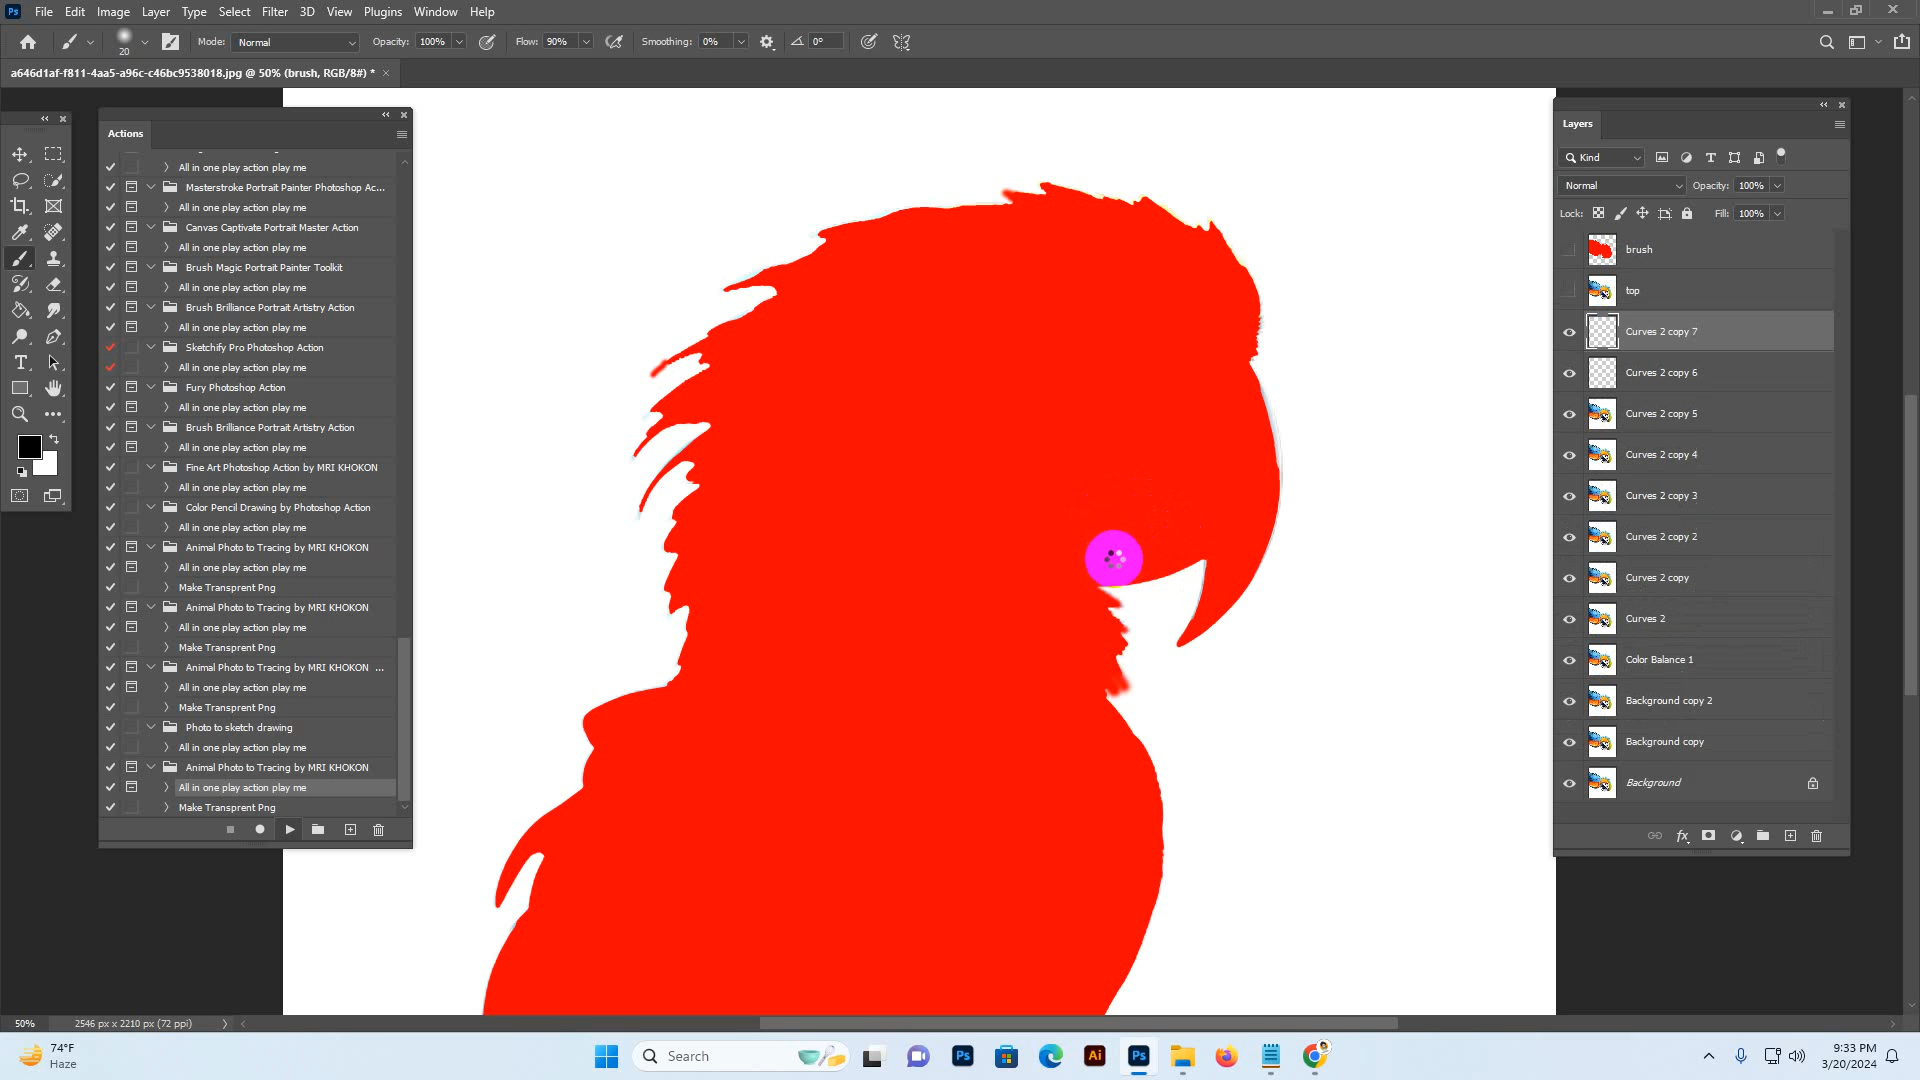 Ps File Edit Image Layer Type Select Filter 3D View Plugins Window Help
20 Mode: Normal Opacity: 100% Flow: 90% Smoothing: 0% 0°
a646d1af-f811-4aa5-a96c-c46bc9538018.jpg @ 50% (brush, RGB/8#) *
Actions
All in one play action play me
Masterstroke Portrait Painter Photoshop Ac...
All in one play action play me
Canvas Captivate Portrait Master Action
All in one play action play me
Brush Magic Portrait Painter Toolkit
All in one play action play me
Brush Brilliance Portrait Artistry Action
All in one play action play me
Sketchify Pro Photoshop Action
All in one play action play me
Fury Photoshop Action
All in one play action play me
Brush Brilliance Portrait Artistry Action
All in one play action play me
Fine Art Photoshop Action by MRI KHOKON
All in one play action play me
Color Pencil Drawing by Photoshop Action
All in one play action play me
Animal Photo to Tracing by MRI KHOKON
All in one play action play me
Make Transprent Png
Animal Photo to Tracing by MRI KHOKON
All in one play action play me
Make Transprent Png
Animal Photo to Tracing by MRI KHOKON ...
All in one play action play me
Make Transprent Png
Photo to sketch drawing
All in one play action play me
Animal Photo to Tracing by MRI KHOKON
All in one play action play me
Make Transprent Png
Layers
Kind
Normal Opacity: 100%
Lock: Fill: 100%
brush
top
Curves 2 copy 7
Curves 2 copy 6
Curves 2 copy 5
Curves 2 copy 4
Curves 2 copy 3
Curves 2 copy 2
Curves 2 copy
Curves 2
Color Balance 1
Background copy 2
Background copy
Background
fx
50% 2546 px x 2210 px (72 ppi)
74°F
Haze
Search
Ps
Ai
Ps
9:33 PM
3/20/2024